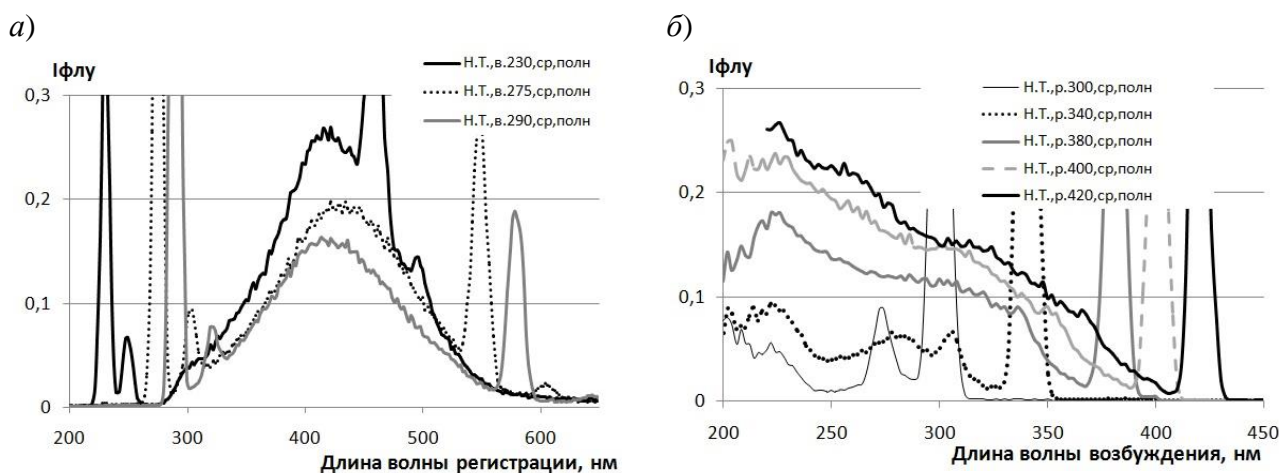 а)
Iфлу
Н.Т.,в.230,ср,полн
Н.Т.,в.275,ср,полн
Н.Т.,в.290,ср,полн
0,3
0,2
0,1
0
200 300 400 500 600
Длина волны регистрации, нм
б)
Iфлу
Н.Т.,р.300,ср,полн
Н.Т.,р.340,ср,полн
Н.Т.,р.380,ср,полн
Н.Т.,р.400,ср,полн
Н.Т.,р.420,ср,полн
0,3
0,2
0,1
0
200 250 300 350 400 450
Длина волны возбуждения, нм